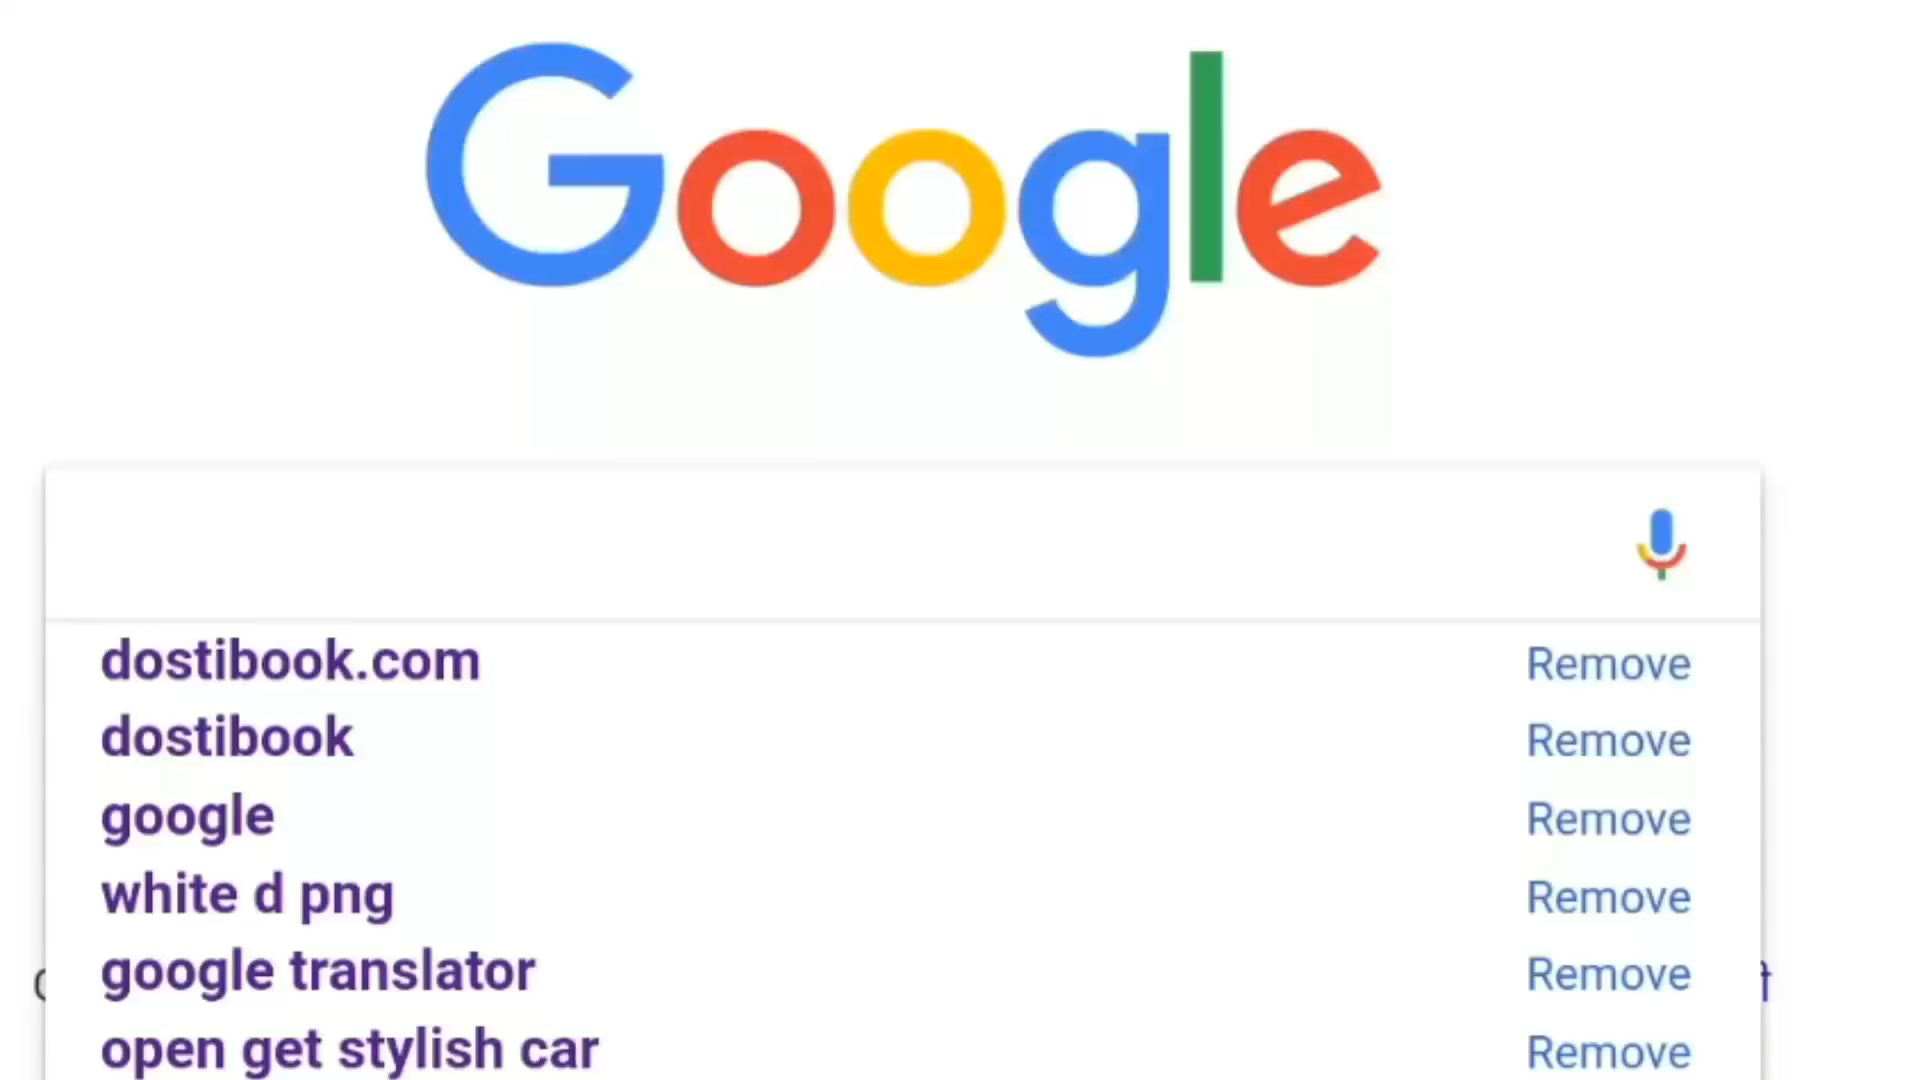 Google
dostibook.com Remove
dostibook Remove
google Remove
white d png Remove
google translator Remove
open get stylish car Remove